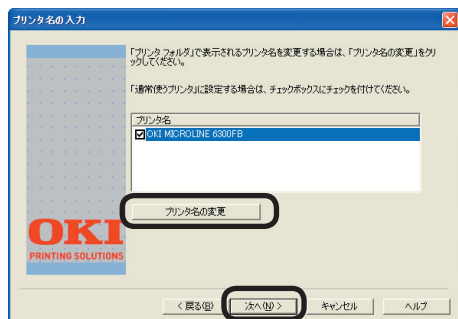 プリンタ名の入力
「プリンタ フォルダ」で表示されるプリンタ名を変更する場合は、「プリンタ名の変更」をクリ
ックしてください。
「通常使うプリンタ」に設定する場合は、チェックボックスにチェックを付けてください。
プリンタ名
OKI MICROLINE 6300FB
プリンタ名の変更
OKI
PRINTING SOLUTIONS
< 戻る(B)
次へ(N) >
キャンセル
ヘルプ